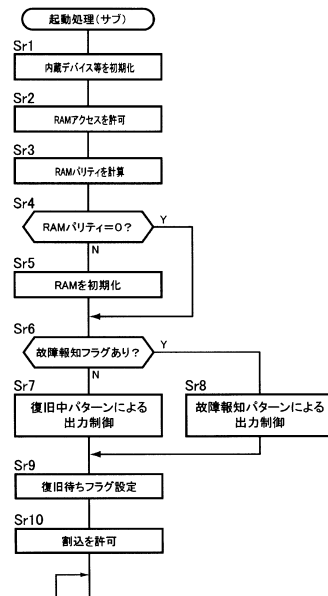 起動処理(サブ)
Sr1
内蔵デバイス等を初期化
Sr2
RAMアクセスを許可
Sr3
RAMパリティを計算
Sr4
RAMパリティ=0?
Y
N
Sr5
RAMを初期化
Sr6
故障報知フラグあり?
Y
N
Sr7
復旧中パターンによる
出力制御
Sr8
故障報知パターンによる
出力制御
Sr9
復旧待ちフラグ設定
Sr10
割込を許可